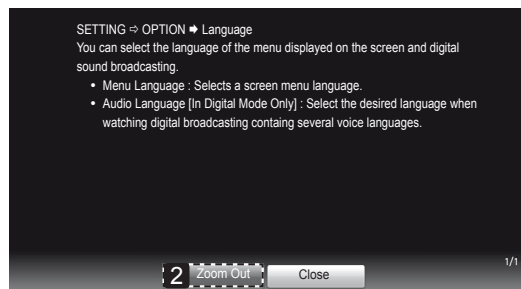 SETTING ⇨ OPTION ➡ Language
You can select the language of the menu displayed on the screen and digital
sound broadcasting.
• Menu Language : Selects a screen menu language.
• Audio Language [In Digital Mode Only] : Select the desired language when
watching digital broadcasting containg several voice languages.
1/1
2 Zoom Out Close